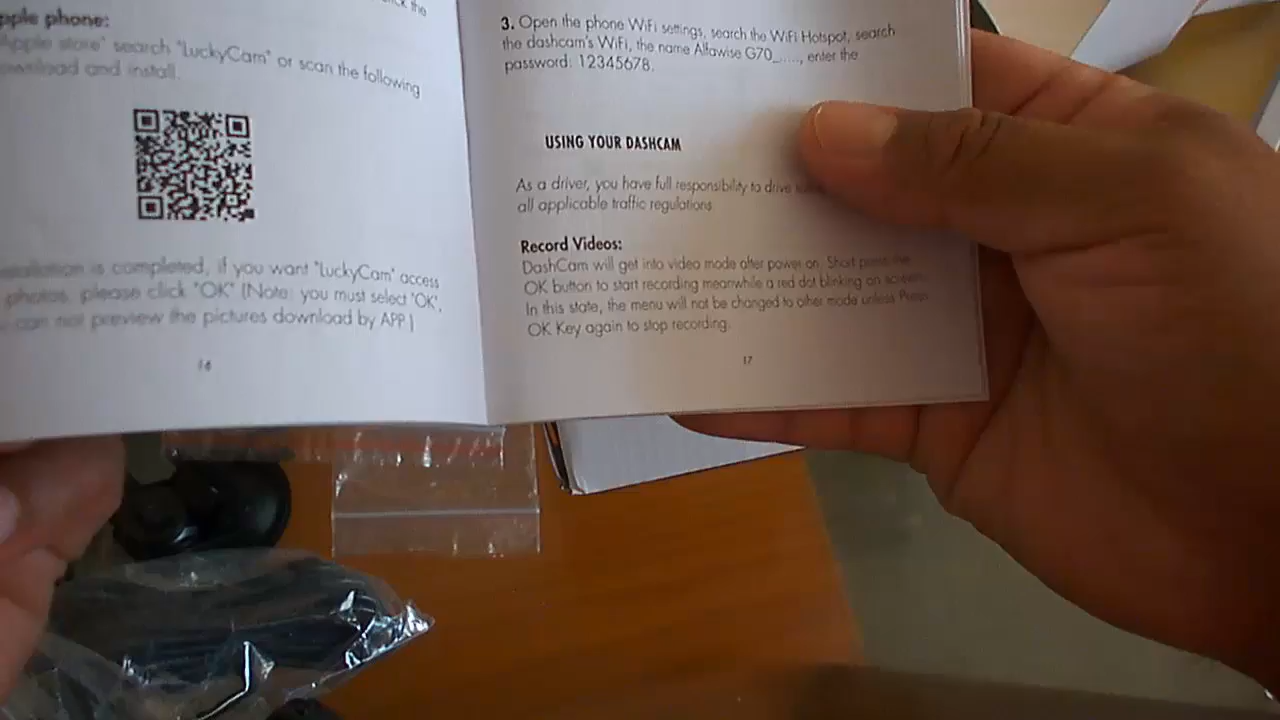 pple phone:
"Apple store" search "LuckyCam" or scan the following
download and install.
stallation is completed, if you want "LuckyCam" access
photos, please click "OK" (Note: you must select "OK",
can not preview the pictures download by APP.)
16
3. Open the phone WiFi settings, search the WiFi Hotspot, search
the dashcam's WiFi, the name Alfawise G70_....., enter the
password: 12345678.
USING YOUR DASHCAM
As a driver, you have full responsibility to drive
all applicable traffic regulations
Record Videos:
DashCam will get into video mode after power on. Short press the
OK button to start recording meanwhile a red dot blinking on screen.
In this state, the menu will not be changed to other mode unless Press
OK Key again to stop recording.
17